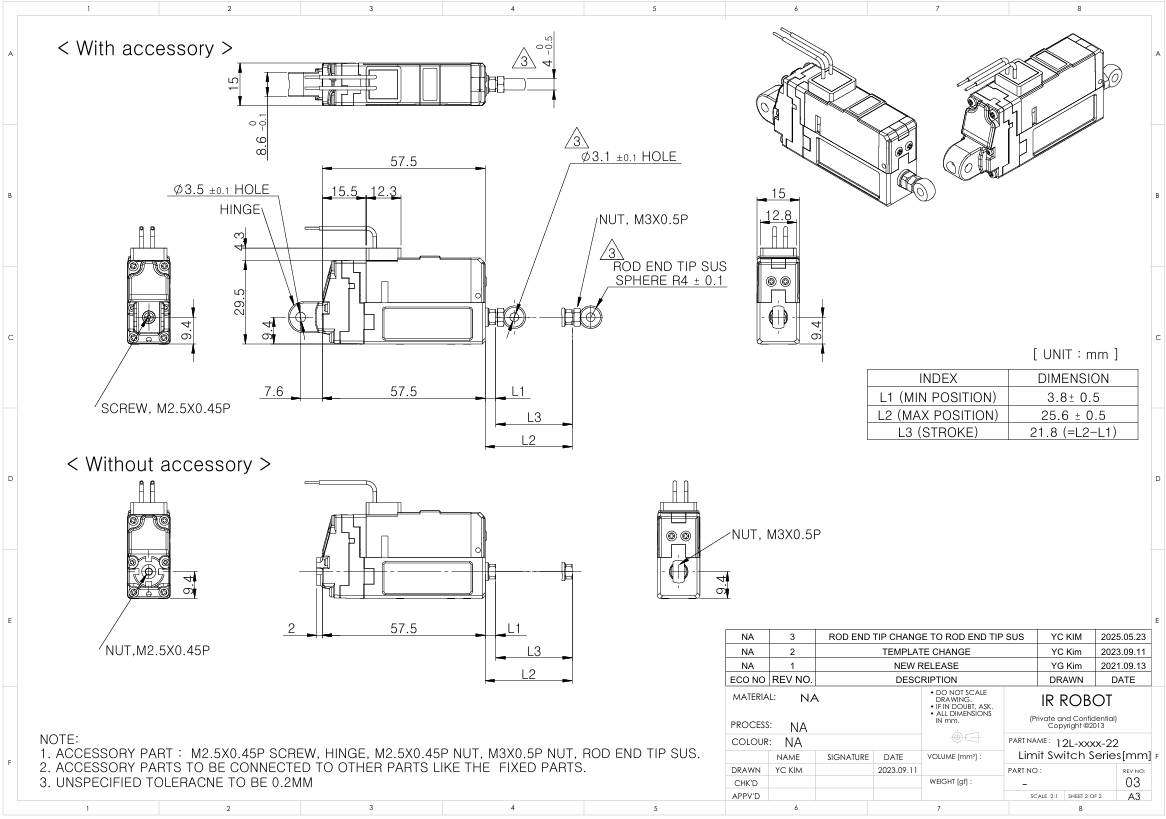 1 2 3 4 5 6 7 8
A
B
C
D
E
F
< With accessory >
15
8.6 0 -0.1
3
4 0 -0.5
57.5
15.5
12.3
Ø3.5 ±0.1 HOLE
HINGE
3
Ø3.1 ±0.1 HOLE
NUT, M3X0.5P
3
ROD END TIP SUS
SPHERE R4 ± 0.1
4.3
29.5
9.4
9.4
SCREW, M2.5X0.45P
7.6
57.5
L1
L3
L2
15
12.8
9.4
[ UNIT : mm ]
INDEX DIMENSION
L1 (MIN POSITION) 3.8± 0.5
L2 (MAX POSITION) 25.6 ± 0.5
L3 (STROKE) 21.8 (=L2-L1)
< Without accessory >
9.4
NUT,M2.5X0.45P
2
57.5
L1
L3
L2
NUT, M3X0.5P
9.4
NOTE:
1. ACCESSORY PART : M2.5X0.45P SCREW, HINGE, M2.5X0.45P NUT, M3X0.5P NUT, ROD END TIP SUS.
2. ACCESSORY PARTS TO BE CONNECTED TO OTHER PARTS LIKE THE FIXED PARTS.
3. UNSPECIFIED TOLERACNE TO BE 0.2MM
NA 3 ROD END TIP CHANGE TO ROD END TIP SUS YC KIM 2025.05.23
NA 2 TEMPLATE CHANGE YC Kim 2023.09.11
NA 1 NEW RELEASE YG Kim 2021.09.13
ECO NO REV NO. DESCRIPTION DRAWN DATE
MATERIAL: NA
PROCESS: NA
COLOUR: NA
• DO NOT SCALE
DRAWING.
• IF IN DOUBT, ASK.
• ALL DIMENSIONS
IN mm.
IR ROBOT
(Private and Confidential)
Copyright ©2013
PART NAME : 12L-xxxx-22
Limit Switch Series[mm]
NAME SIGNATURE DATE
DRAWN YC KIM 2023.09.11
CHK'D
APPV'D
VOLUME [mm³] :
WEIGHT [gf] :
PART NO :
-
REV NO:
03
SCALE 2:1 SHEET 2 OF 2 A3
A
B
C
D
E
F
1 2 3 4 5 6 7 8